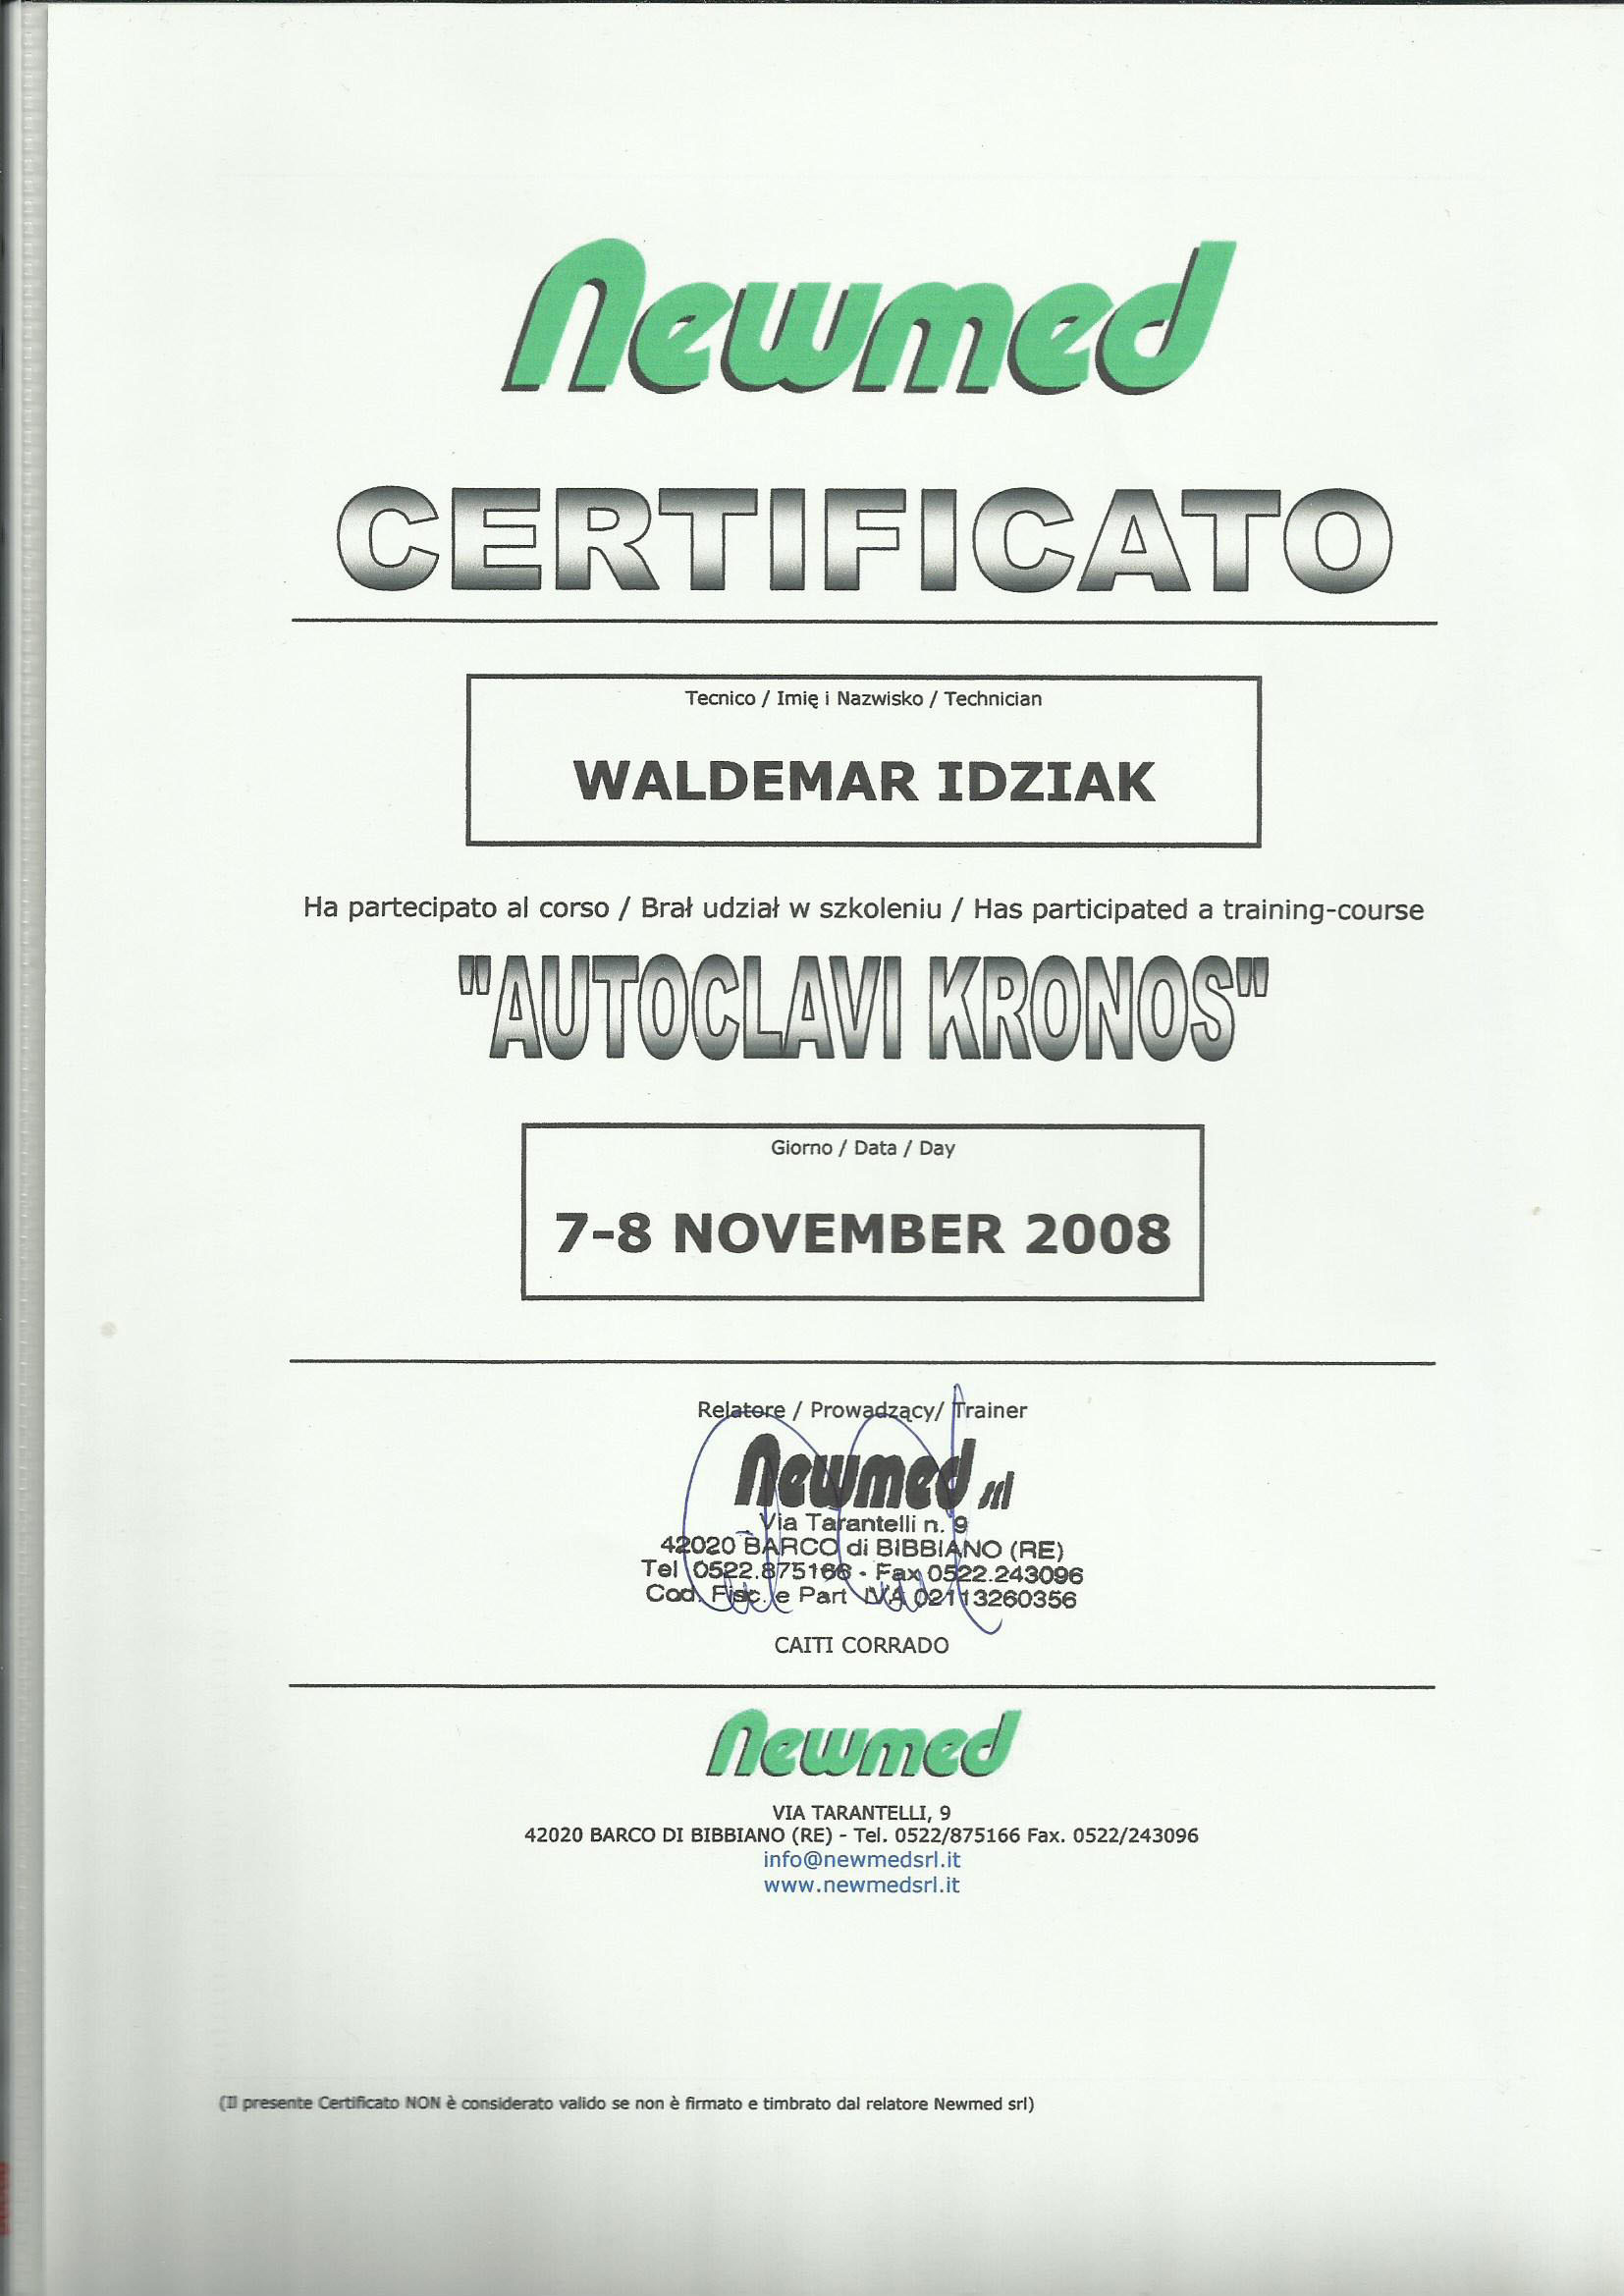 Newmed
CERTIFICATO
Tecnico / Imię i Nazwisko / Technician
WALDEMAR IDZIAK
Ha partecipato al corso / Brał udział w szkoleniu / Has participated a training-course
"AUTOCLAVI KRONOS"
Giorno / Data / Day
7-8 NOVEMBER 2008
Relatore / Prowadzący/ Trainer
Newmed srl
Via Tarantelli n. 9
42020 BARCO di BIBBIANO (RE)
Tel 0522.875166 - Fax 0522.243096
Cod. Fisc. e Part IVA 02113260356
CAITI CORRADO
Newmed
VIA TARANTELLI, 9
42020 BARCO DI BIBBIANO (RE) - Tel. 0522/875166 Fax. 0522/243096
info@newmedsrl.it
www.newmedsrl.it
(Il presente Certificato NON è considerato valido se non è firmato e timbrato dal relatore Newmed srl)